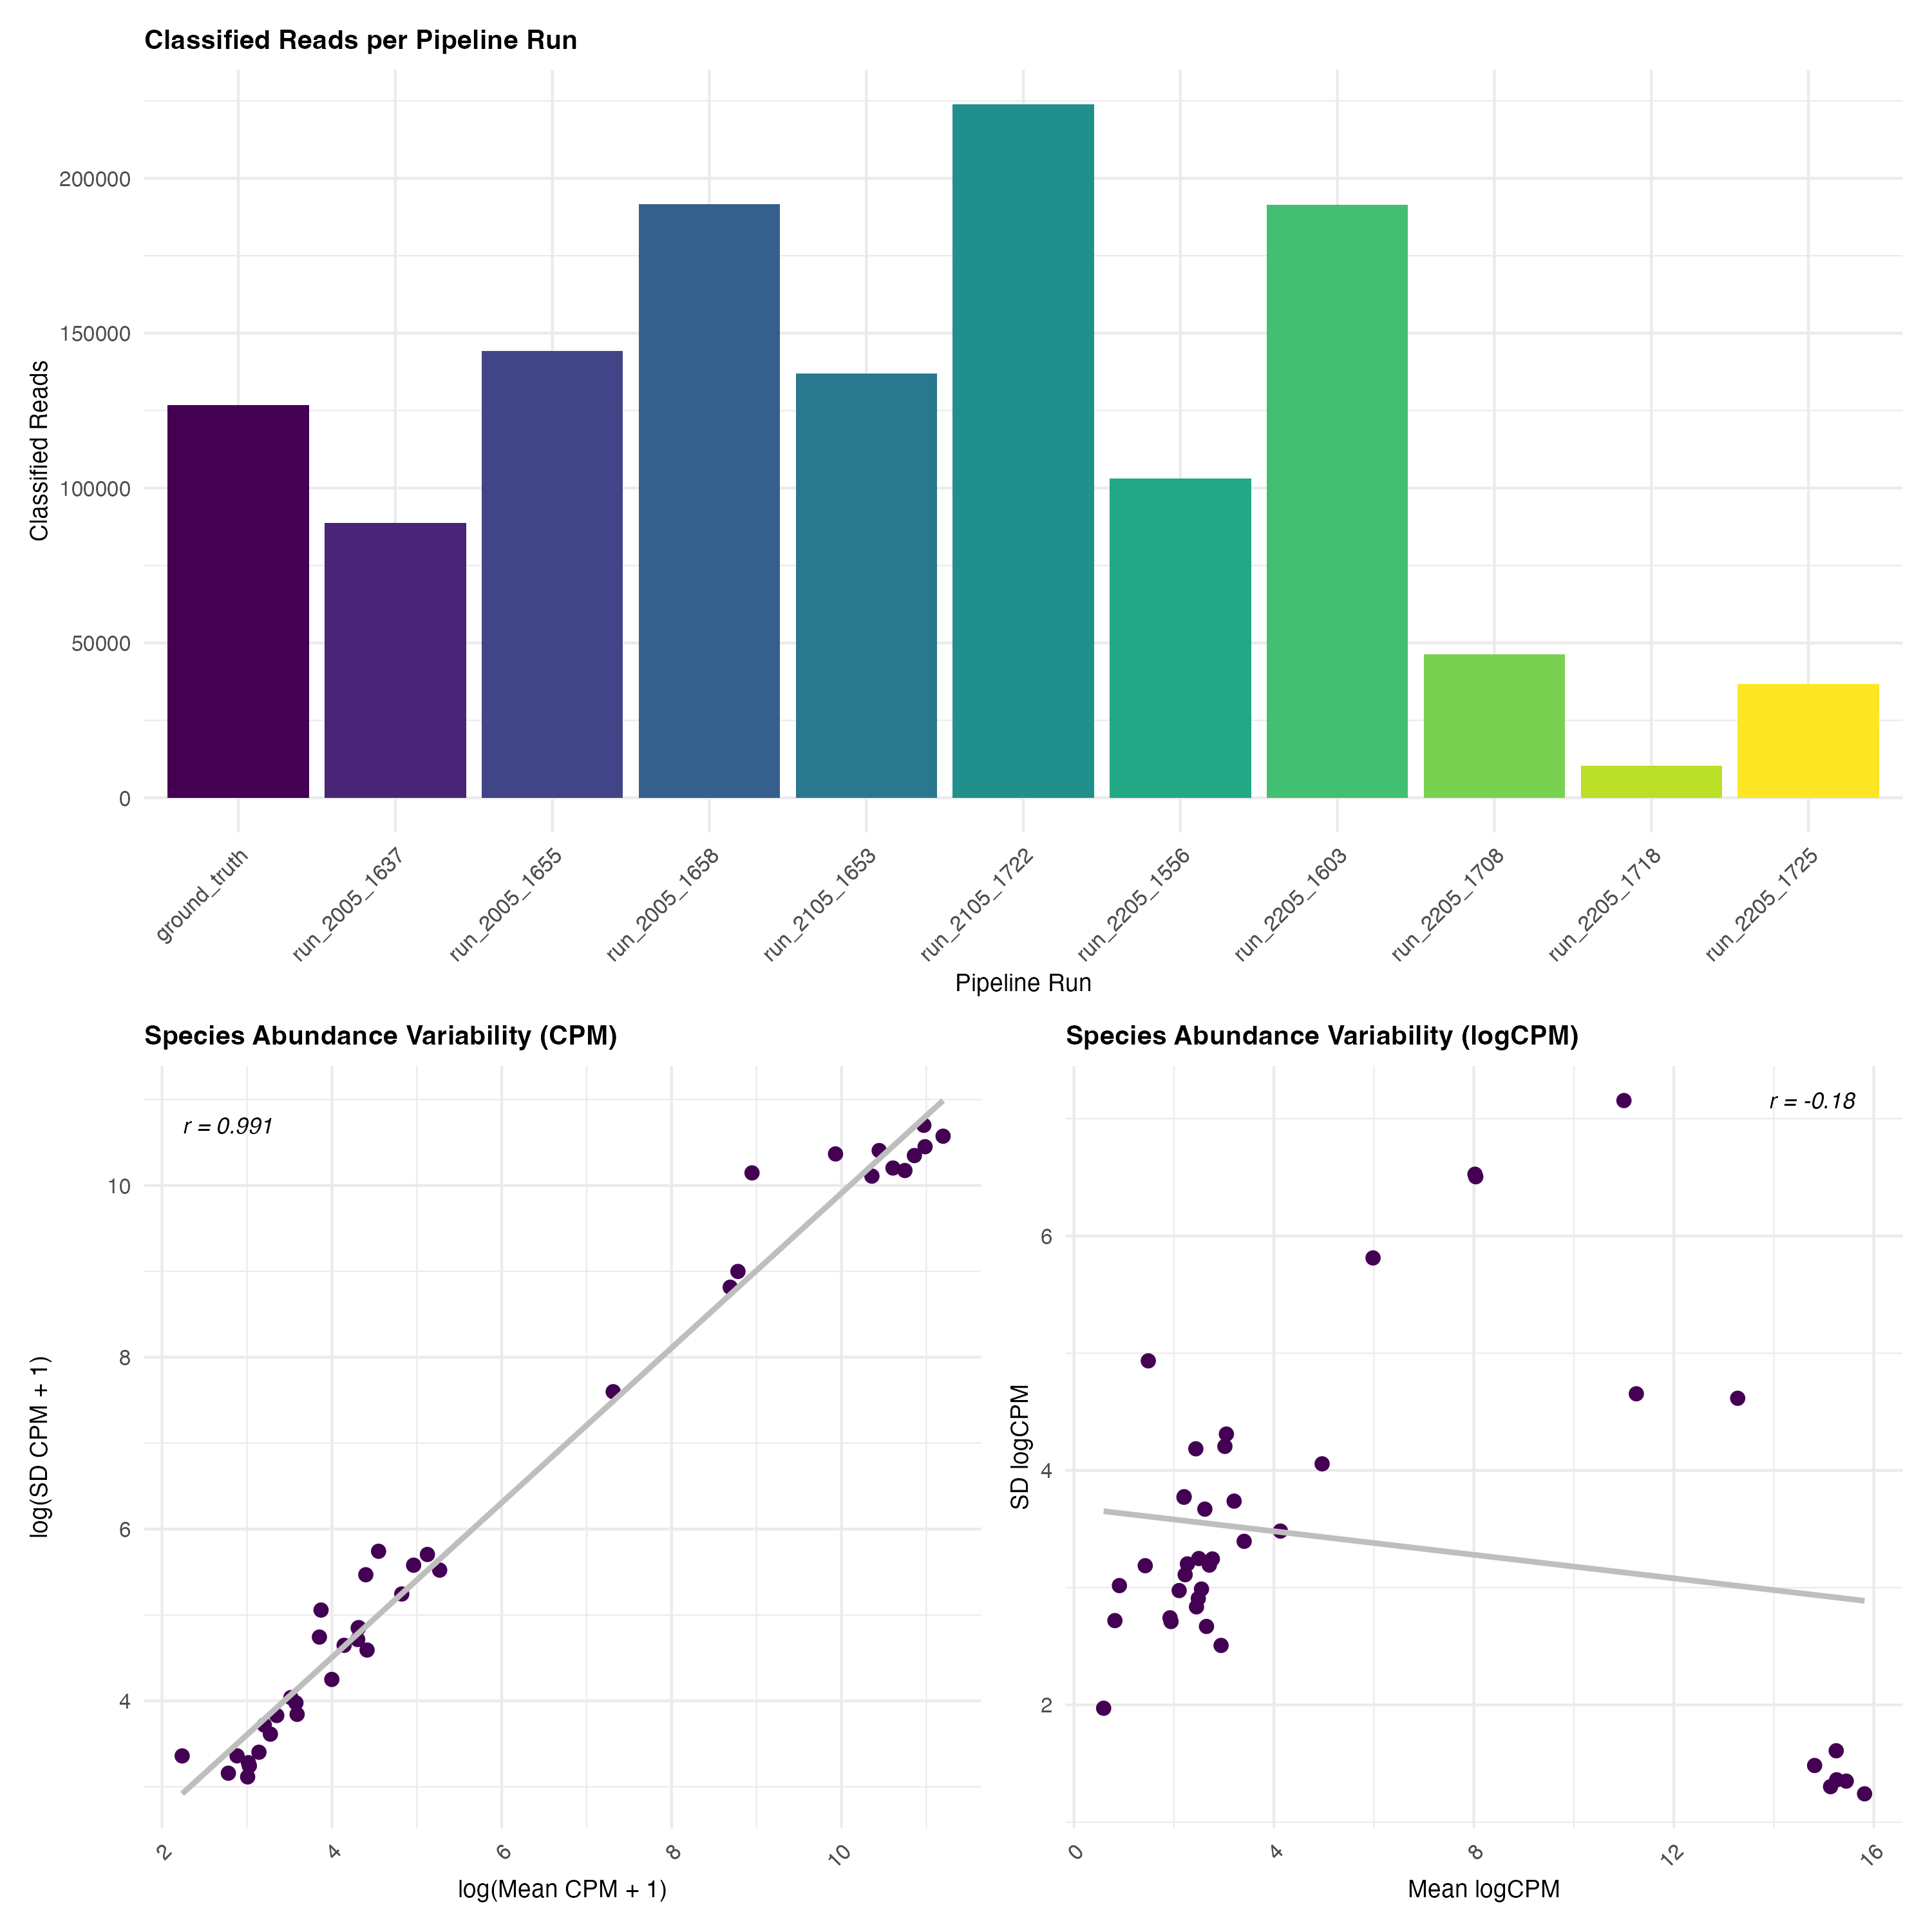 Classified Reads per Pipeline Run
Classified Reads
200000
150000
100000
50000
0
ground_truth
run_2005_1637
run_2005_1655
run_2005_1658
run_2105_1653
run_2105_1722
run_2205_1556
run_2205_1603
run_2205_1708
run_2205_1718
run_2205_1725
Pipeline Run
Species Abundance Variability (CPM)
r = 0.991
log(SD CPM + 1)
10
8
6
4
2
4
6
8
10
log(Mean CPM + 1)
Species Abundance Variability (logCPM)
r = -0.18
SD logCPM
6
4
2
0
4
8
12
16
Mean logCPM